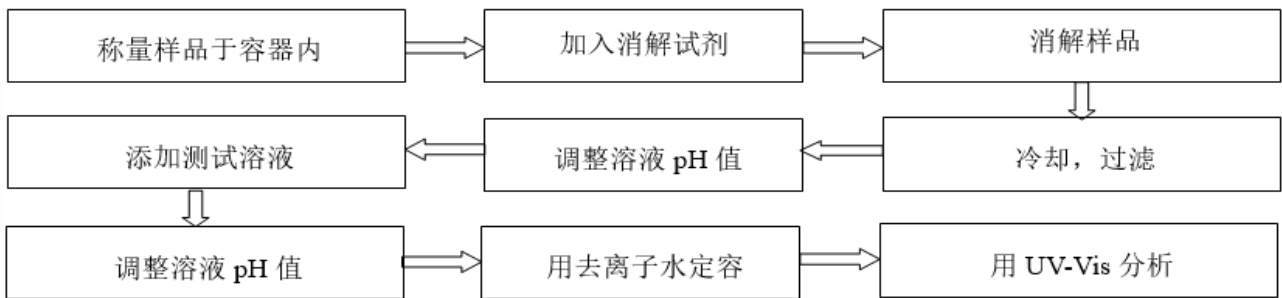 称量样品于容器内
加入消解试剂
消解样品
冷却，过滤
调整溶液 pH 值
添加测试溶液
调整溶液 pH 值
用去离子水定容
用 UV-Vis 分析